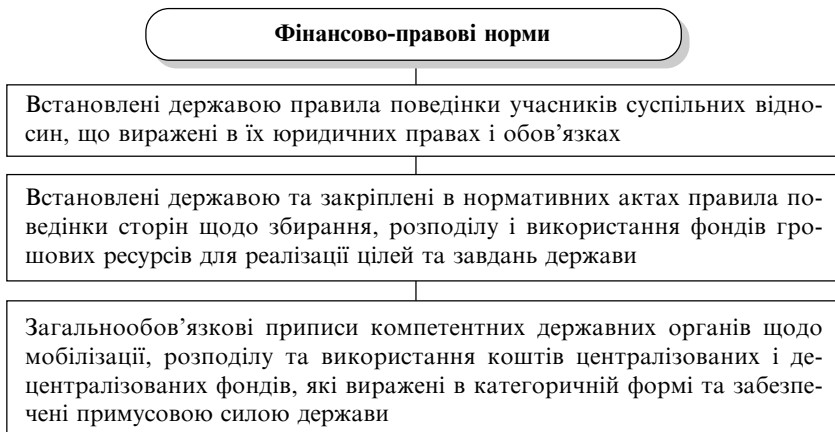 Фінансово-правові норми
Встановлені державою правила поведінки учасників суспільних відно-
син, що виражені в їх юридичних правах і обов’язках
Встановлені державою та закріплені в нормативних актах правила по-
ведінки сторін щодо збирання, розподілу і використання фондів гро-
шових ресурсів для реалізації цілей та завдань держави
Загальнообов’язкові приписи компетентних державних органів щодо
мобілізації, розподілу та використання коштів централізованих і де-
централізованих фондів, які виражені в категоричній формі та забезпе-
чені примусовою силою держави